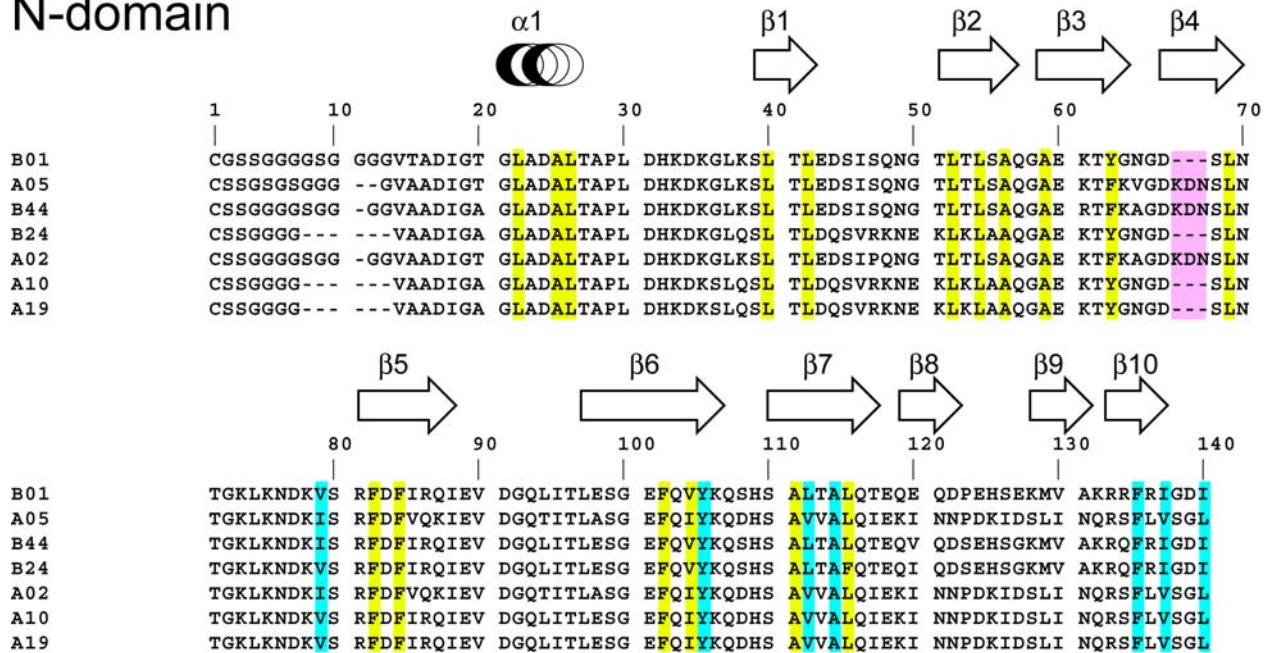 N-domain
α1 β1 β2 β3 β4
1 10 20 30 40 50 60 70
B01 CGSSGGGGSG GGGVTADIGT GLADALTAPL DHKDKGLKSL TLEDSISQNG TLTLSAQGAE KTYGNGD---SLN
A05 CSSGSGSGGG --GVAADIGT GLADALTAPL DHKDKGLKSL TLEDSISQNG TLTLSAQGAE KTFKVGDKDNSLN
B44 CSSGGGGSGG -GGVAADIGT GLADALTAPL DHKDKGLKSL TLEDSISQNG TLTLSAQGAE RTFKAGDKDNSLN
B24 CSSGGGG--- ---VAADIGA GLADALTAPL DHKDKGLQSL TLDQSVRKNE KLKLAAQGAE KTYGNGD---SLN
A02 CSSGGGGSGG -GGVAADIGT GLADALTAPL DHKDKGLKSL TLEDSIPQNG TLTLSAQGAE KTFKAGDKDNSLN
A10 CSSGGGG--- ---VAADIGA GLADALTAPL DHKDKSLQSL TLDQSVRKNE KLKLAAQGAE KTYGNGD---SLN
A19 CSSGGGG--- ---VAADIGA GLADALTAPL DHKDKSLQSL TLDQSVRKNE KLKLAAQGAE KTYGNGD---SLN
β5 β6 β7 β8 β9 β10
80 90 100 110 120 130 140
B01 TGKLKNDKVS RFDFIRQIEV DGQLITLESG EFQVYKQSHS ALTALQTEQE QDPEHSEKMV AKRRFRIGDI
A05 TGKLKNDKIS RFDFVQKIEV DGQTITLASG EFQIYKQDHS AVVALQIEKI NNPDKIDSLI NQRSFLVSGL
B44 TGKLKNDKIS RFDFIRQIEV DGQLITLESG EFQVYKQSHS ALTALQTEQV QDSEHSGKMV AKRQFRIGDI
B24 TGKLKNDKVS RFDFIRQIEV DGQLITLESG EFQVYKQSHS ALTAFQTEQI QDSEHSGKMV AKRQFRIGDI
A02 TGKLKNDKIS RFDFVQKIEV DGQTITLASG EFQIYKQDHS AVVALQIEKI NNPDKIDSLI NQRSFLVSGL
A10 TGKLKNDKVS RFDFIRQIEV DGQLITLESG EFQIYKQDHS AVVALQIEKI NNPDKIDSLI NQRSFLVSGL
A19 TGKLKNDKVS RFDFIRQIEV DGQLITLESG EFQIYKQDHS AVVALQIEKI NNPDKIDSLI NQRSFLVSGL